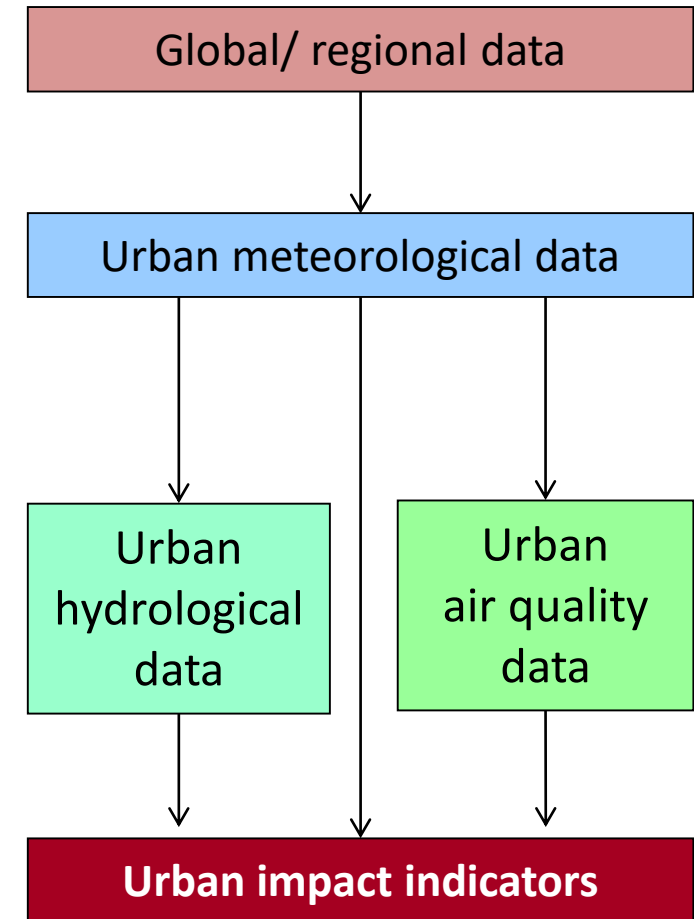 Global/ regional data
Urban meteorological data
Urban
hydrological
data
Urban
air quality
data
Urban impact indicators